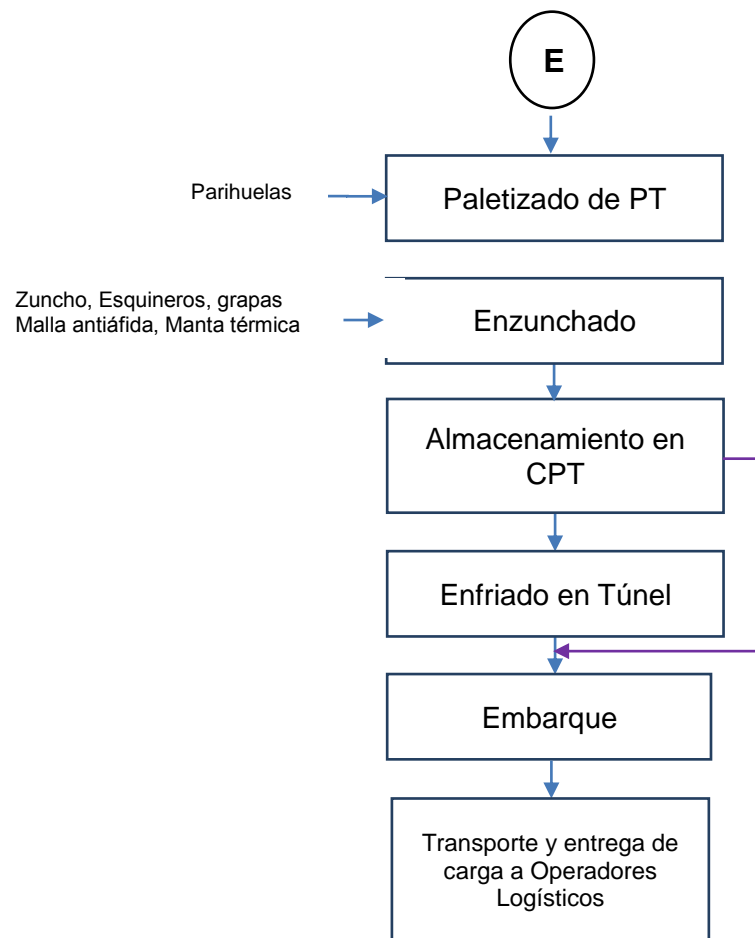 E
Parihuelas
Paletizado de PT
Zuncho, Esquineros, grapas
Malla antiáfida, Manta térmica
Enzunchado
Almacenamiento en
CPT
Enfriado en Túnel
Embarque
Transporte y entrega de
carga a Operadores
Logísticos